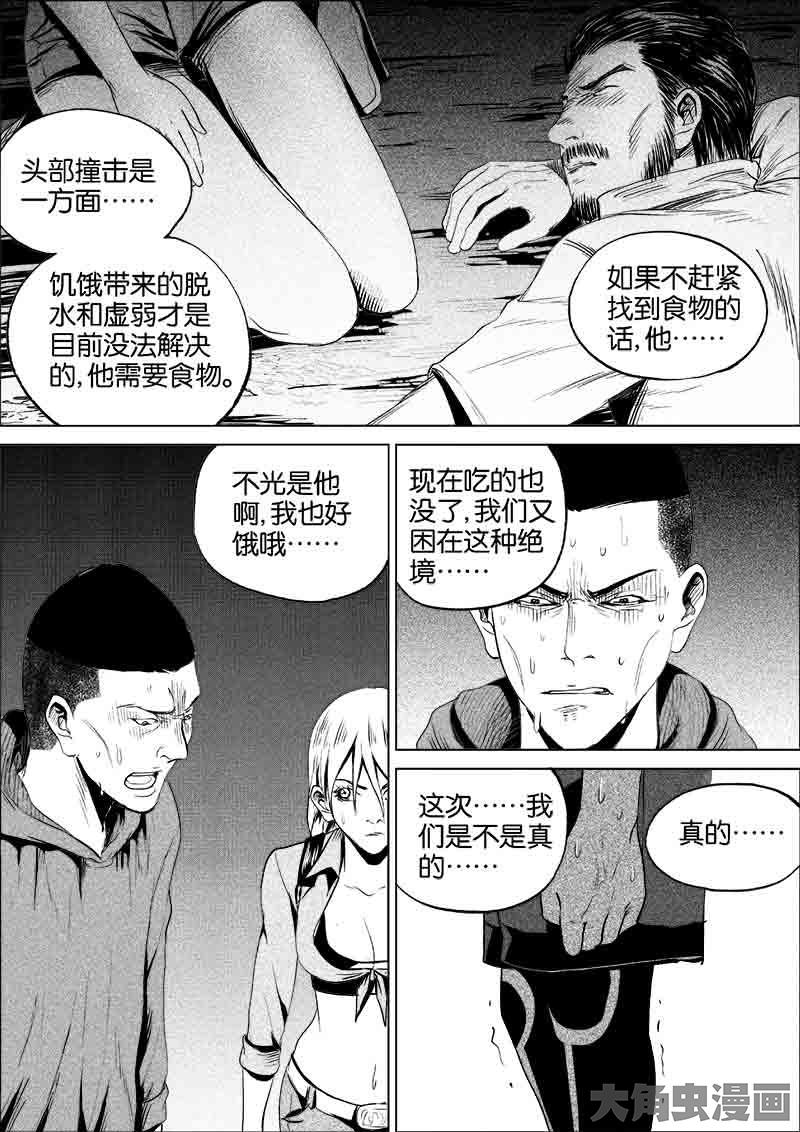 头部撞击是
一方面……
饥饿带来的脱
水和虚弱才是
目前没法解决
的，他需要食物。
如果不赶紧
找到食物的
话，他……
不光是他
啊，我也好
饿哦……
现在吃的也
没了，我们又
困在这种绝
境……
这次……我
们是不是真
的……
真的……
大角虫漫画